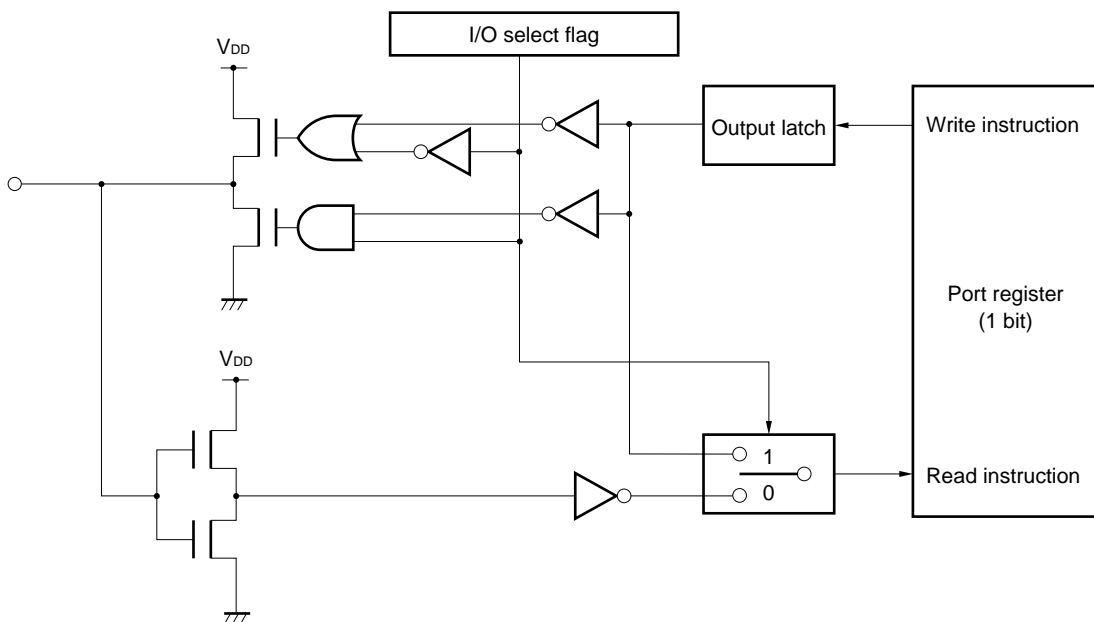 I/O select flag
VDD
Output latch
Write instruction
Port register
(1 bit)
VDD
1
0
Read instruction